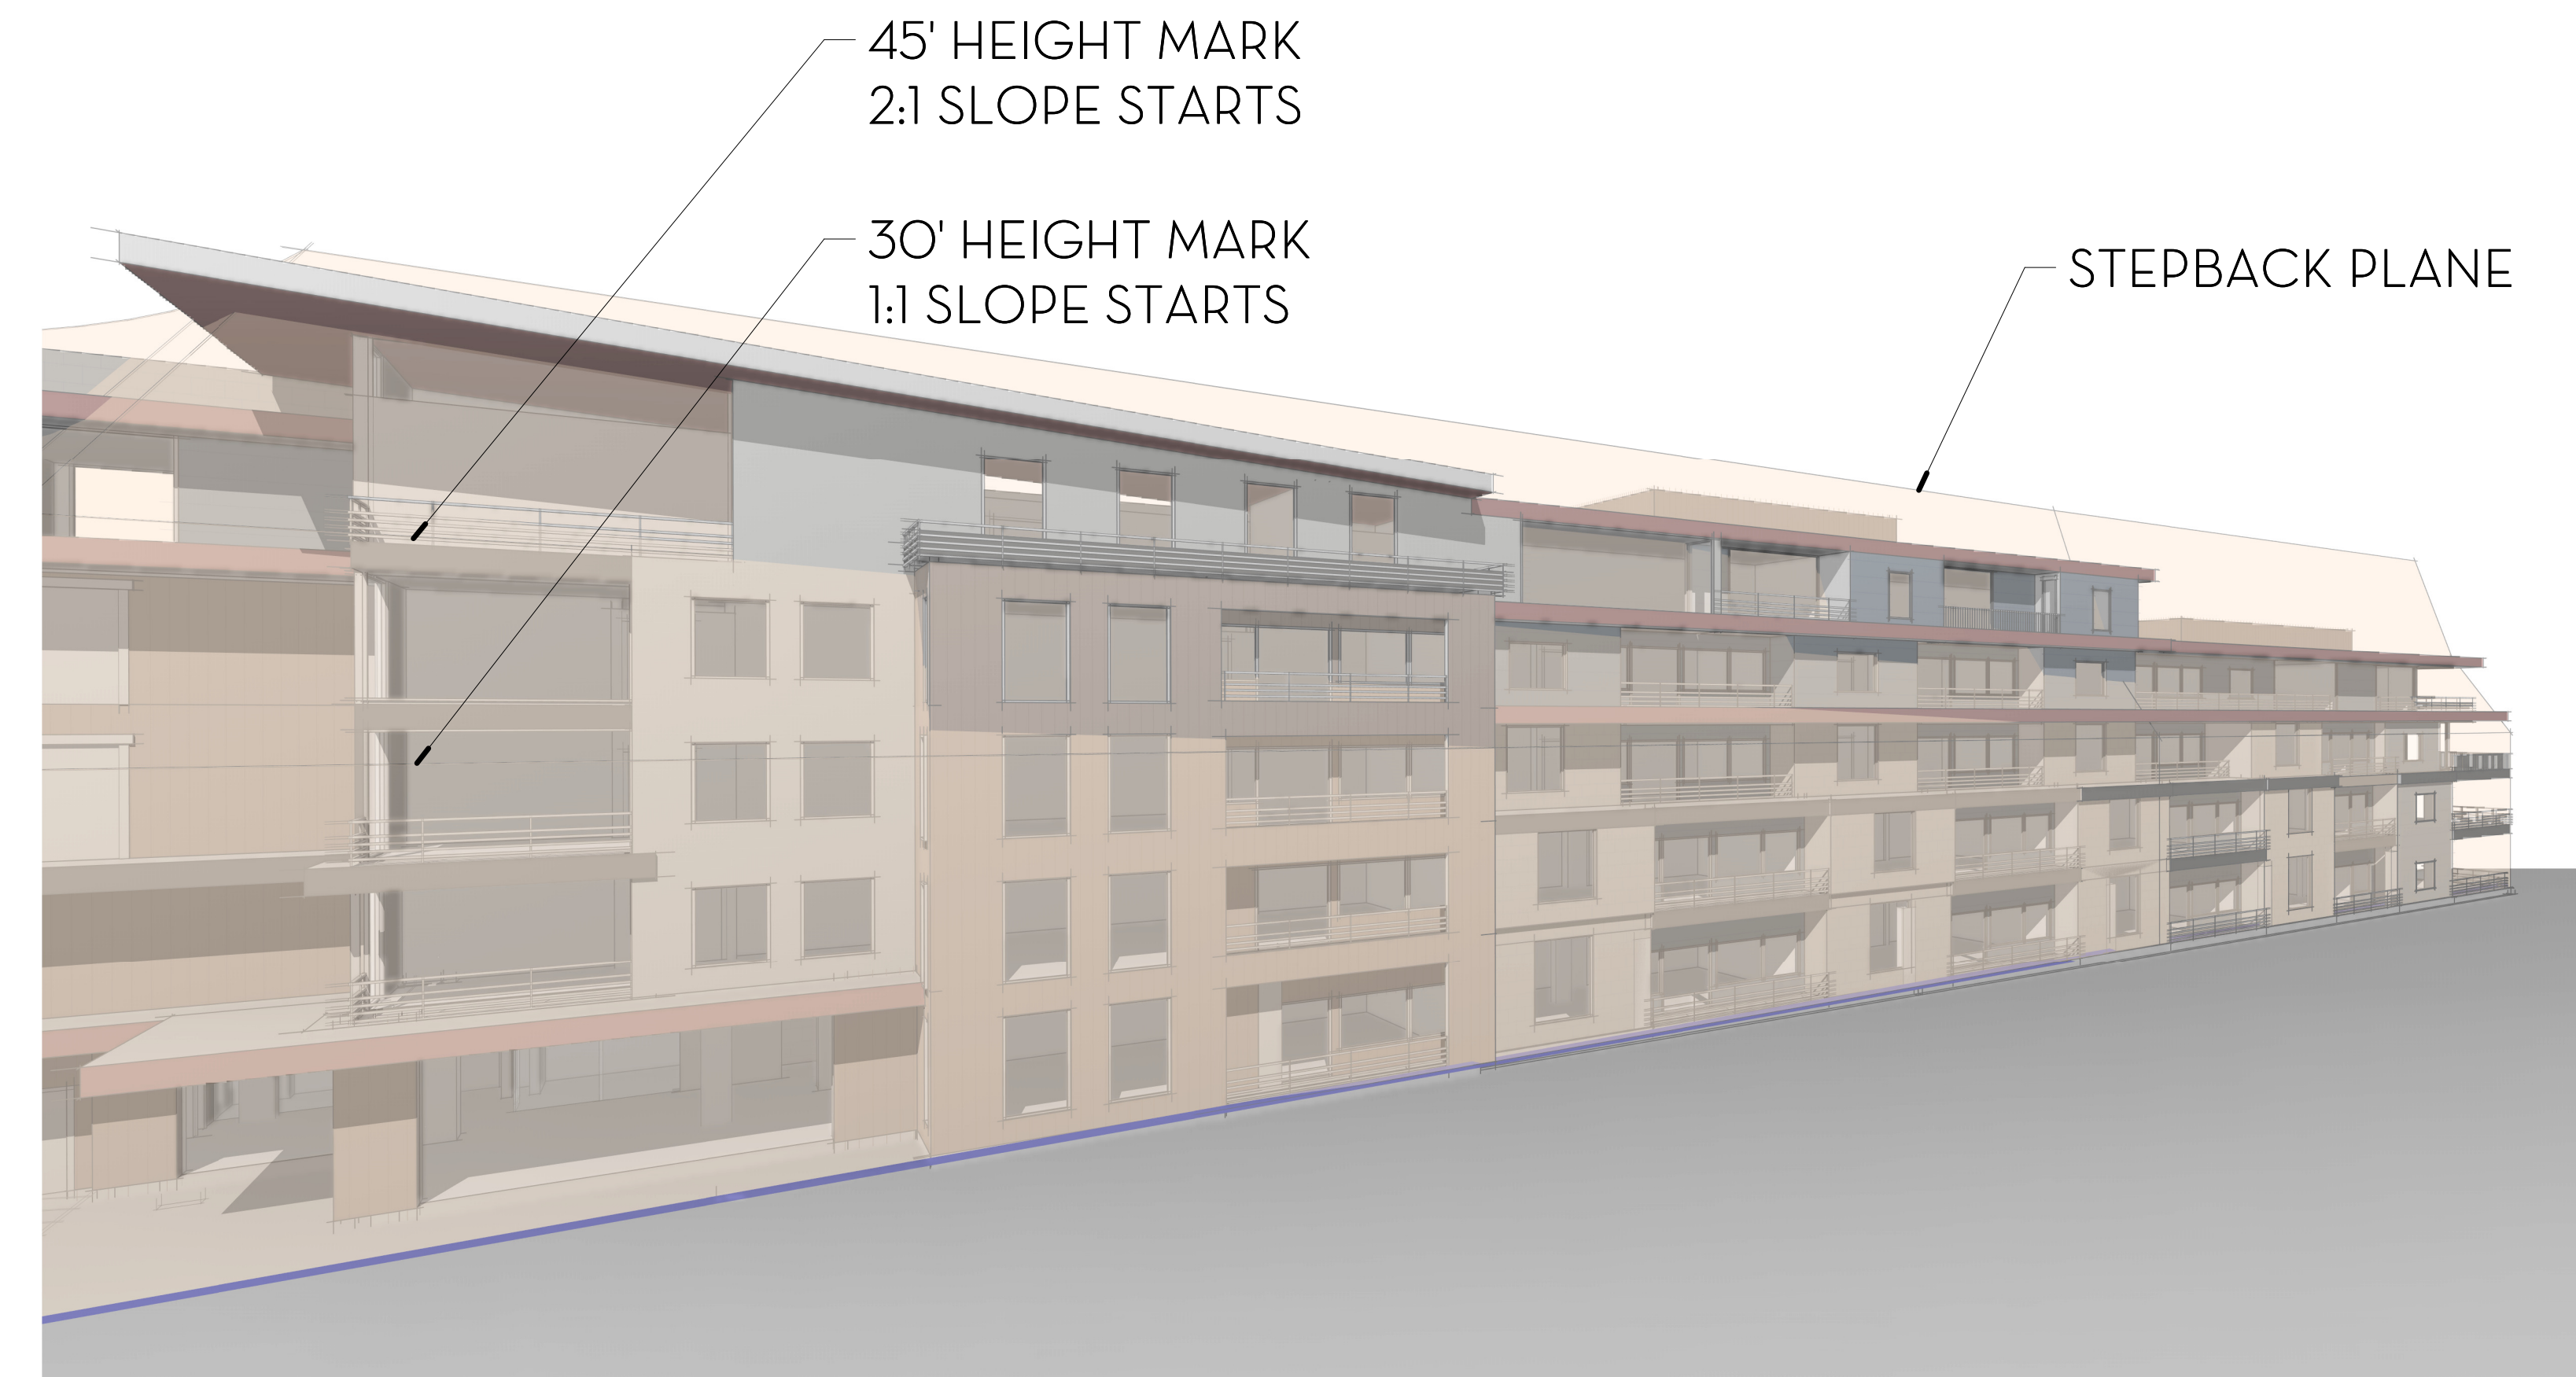 45' HEIGHT MARK
2:1 SLOPE STARTS
30' HEIGHT MARK
1:1 SLOPE STARTS
STEPBACK PLANE